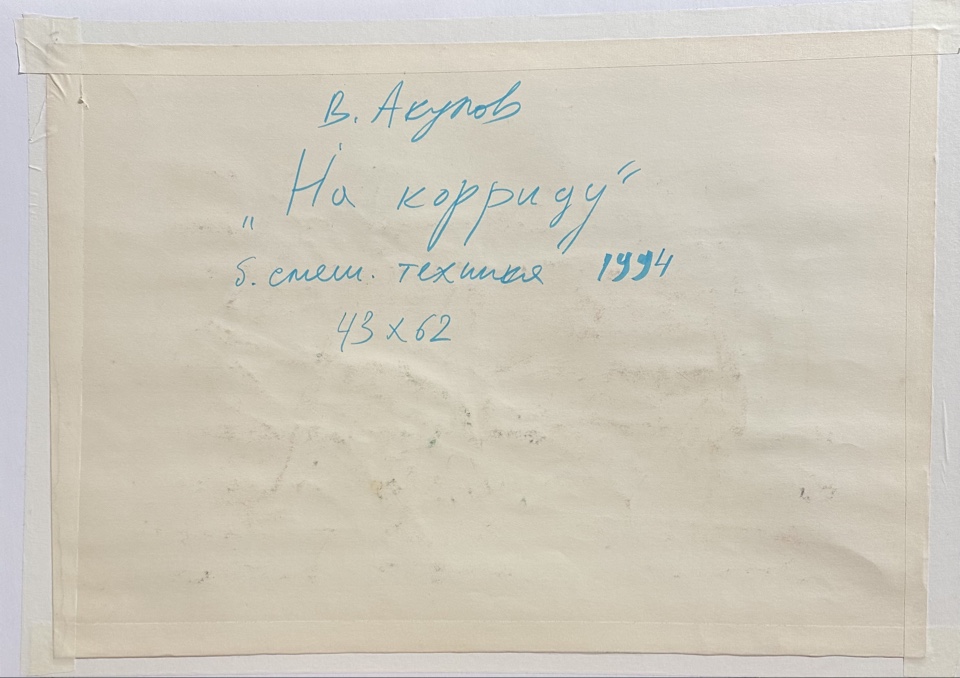 В. Акулов
„На корриду“
б. смеш. техника 1994
43 x 62